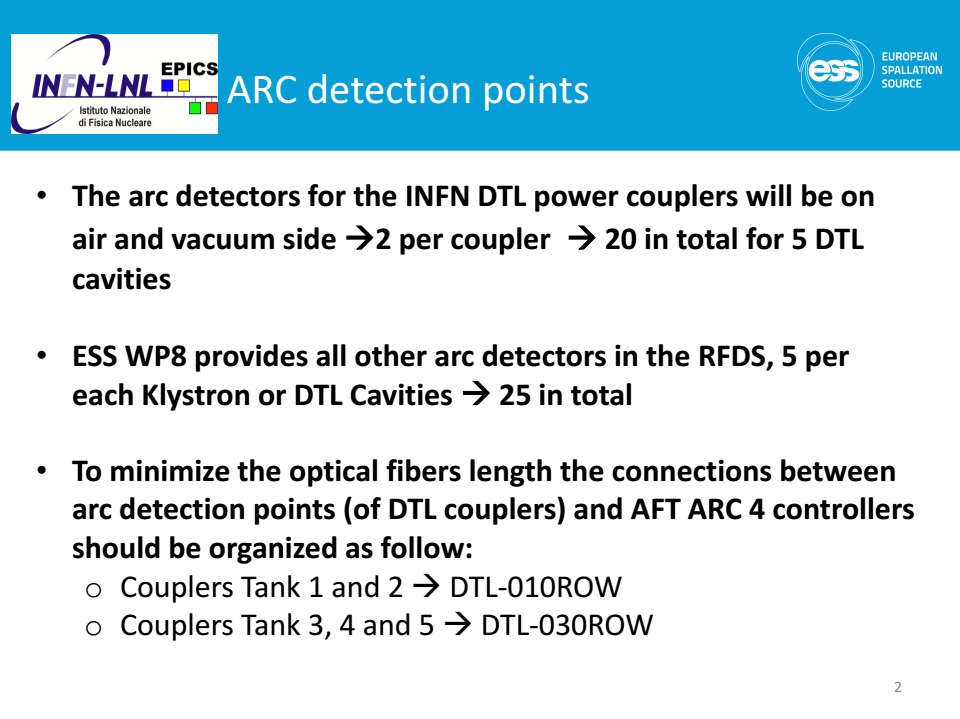 INFN-LNL
EPICS
Istituto Nazionale
di Fisica Nucleare
ARC detection points
ess
EUROPEAN
SPALLATION
SOURCE
• The arc detectors for the INFN DTL power couplers will be on
air and vacuum side →2 per coupler → 20 in total for 5 DTL
cavities
• ESS WP8 provides all other arc detectors in the RFDS, 5 per
each Klystron or DTL Cavities → 25 in total
• To minimize the optical fibers length the connections between
arc detection points (of DTL couplers) and AFT ARC 4 controllers
should be organized as follow:
o Couplers Tank 1 and 2 → DTL-010ROW
o Couplers Tank 3, 4 and 5 → DTL-030ROW
2